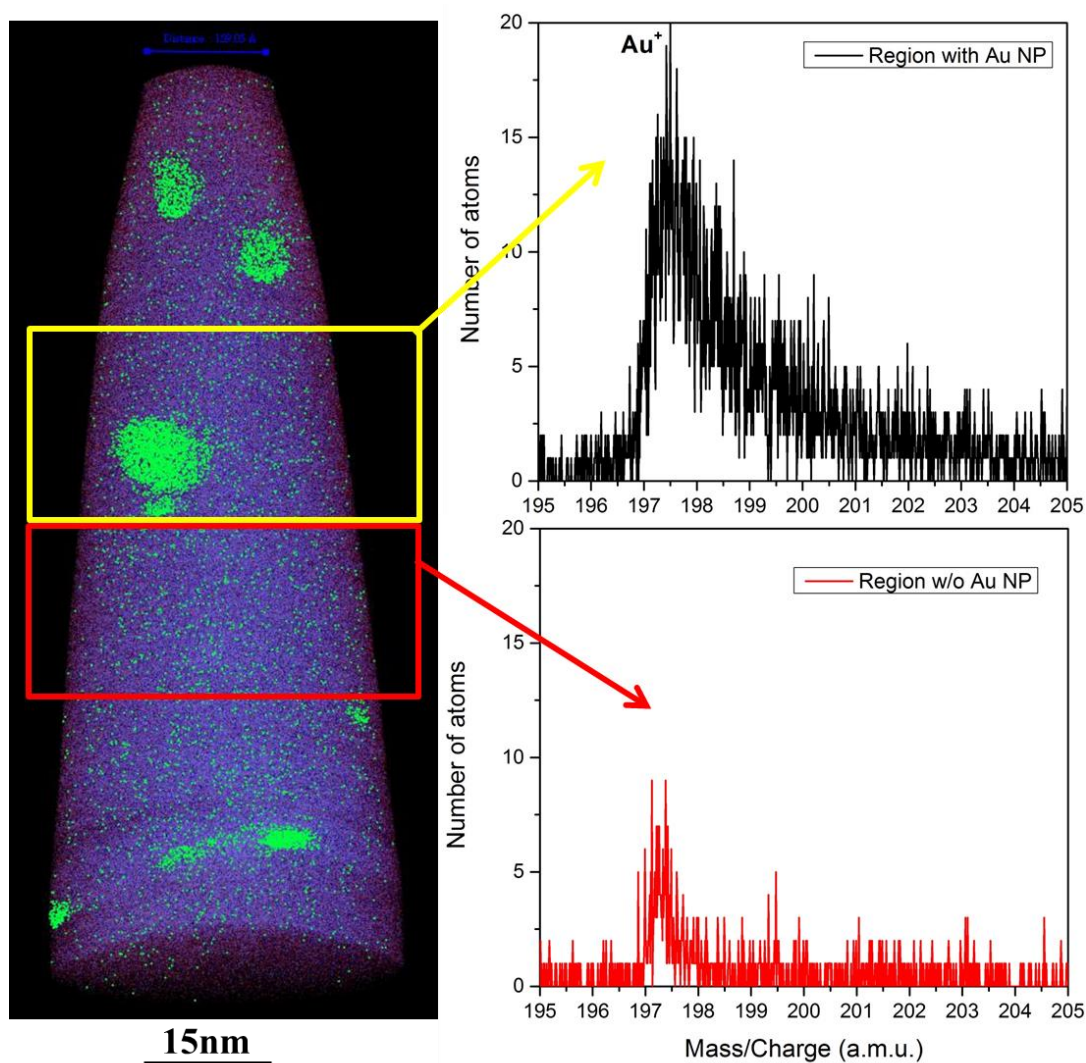 Distance: 159.05 Å
15nm
Number of atoms
20
15
10
5
0
Au+
Region with Au NP
195 196 197 198 199 200 201 202 203 204 205
Number of atoms
20
15
10
5
0
Region w/o Au NP
195 196 197 198 199 200 201 202 203 204 205
Mass/Charge (a.m.u.)